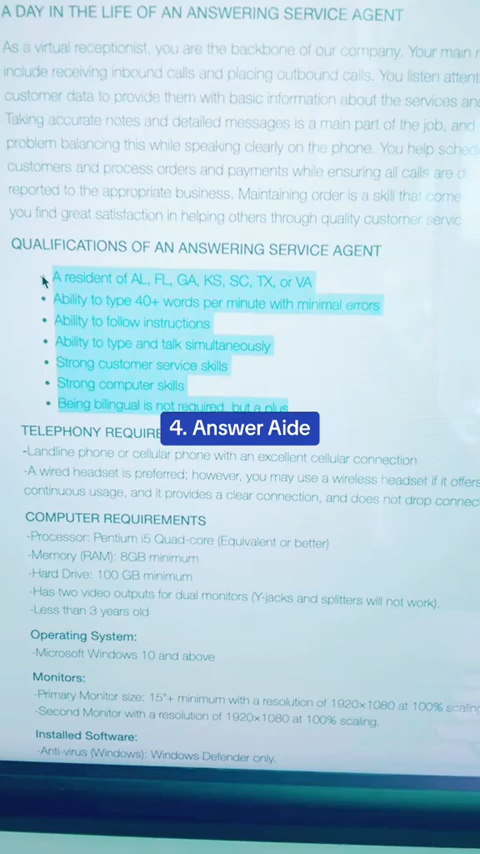 A DAY IN THE LIFE OF AN ANSWERING SERVICE AGENT
As a virtual receptionist, you are the backbone of our company. Your main
include receiving inbound calls and placing outbound calls. You listen
customer data to provide them with basic information about the services
Taking accurate notes and detailed messages is a main part of the job, and
problem balancing this while speaking clearly on the phone. You help
customers and process orders and payments while ensuring all calls are
reported to the appropriate business. Maintaining order is a skill that come
you find great satisfaction in helping others through quality customer
QUALIFICATIONS OF AN ANSWERING SERVICE AGENT
• A resident of AL, FL, GA, KS, SC, TX, or VA
• Ability to type 40+ words per minute with minimal errors
• Ability to follow instructions
• Ability to type and talk simultaneously
• Strong customer service skills
• Strong computer skills
• Being bilingual is not required, but a plus
4. Answer Aide
TELEPHONY
-Landline phone or cellular phone with an excellent cellular connection
-A wired headset is preferred; however, you may use a wireless headset if it offers
continuous usage, and it provides a clear connection, and does not drop
COMPUTER REQUIREMENTS
-Processor: Pentium i5 Quad-core (Equivalent or better)
-Memory (RAM): 8GB minimum
-Hard Drive: 100 GB minimum
-Has two video outputs for dual monitors (Y-jacks and splitters will not work).
-Less than 3 years old
Operating System:
-Microsoft Windows 10 and above
Monitors:
-Primary Monitor size: 15"+ minimum with a resolution of 1920x1080 at 100%
-Second Monitor with a resolution of 1920x1080 at 100% scaling.
Installed Software:
-Anti-virus (Windows): Windows Defender only.